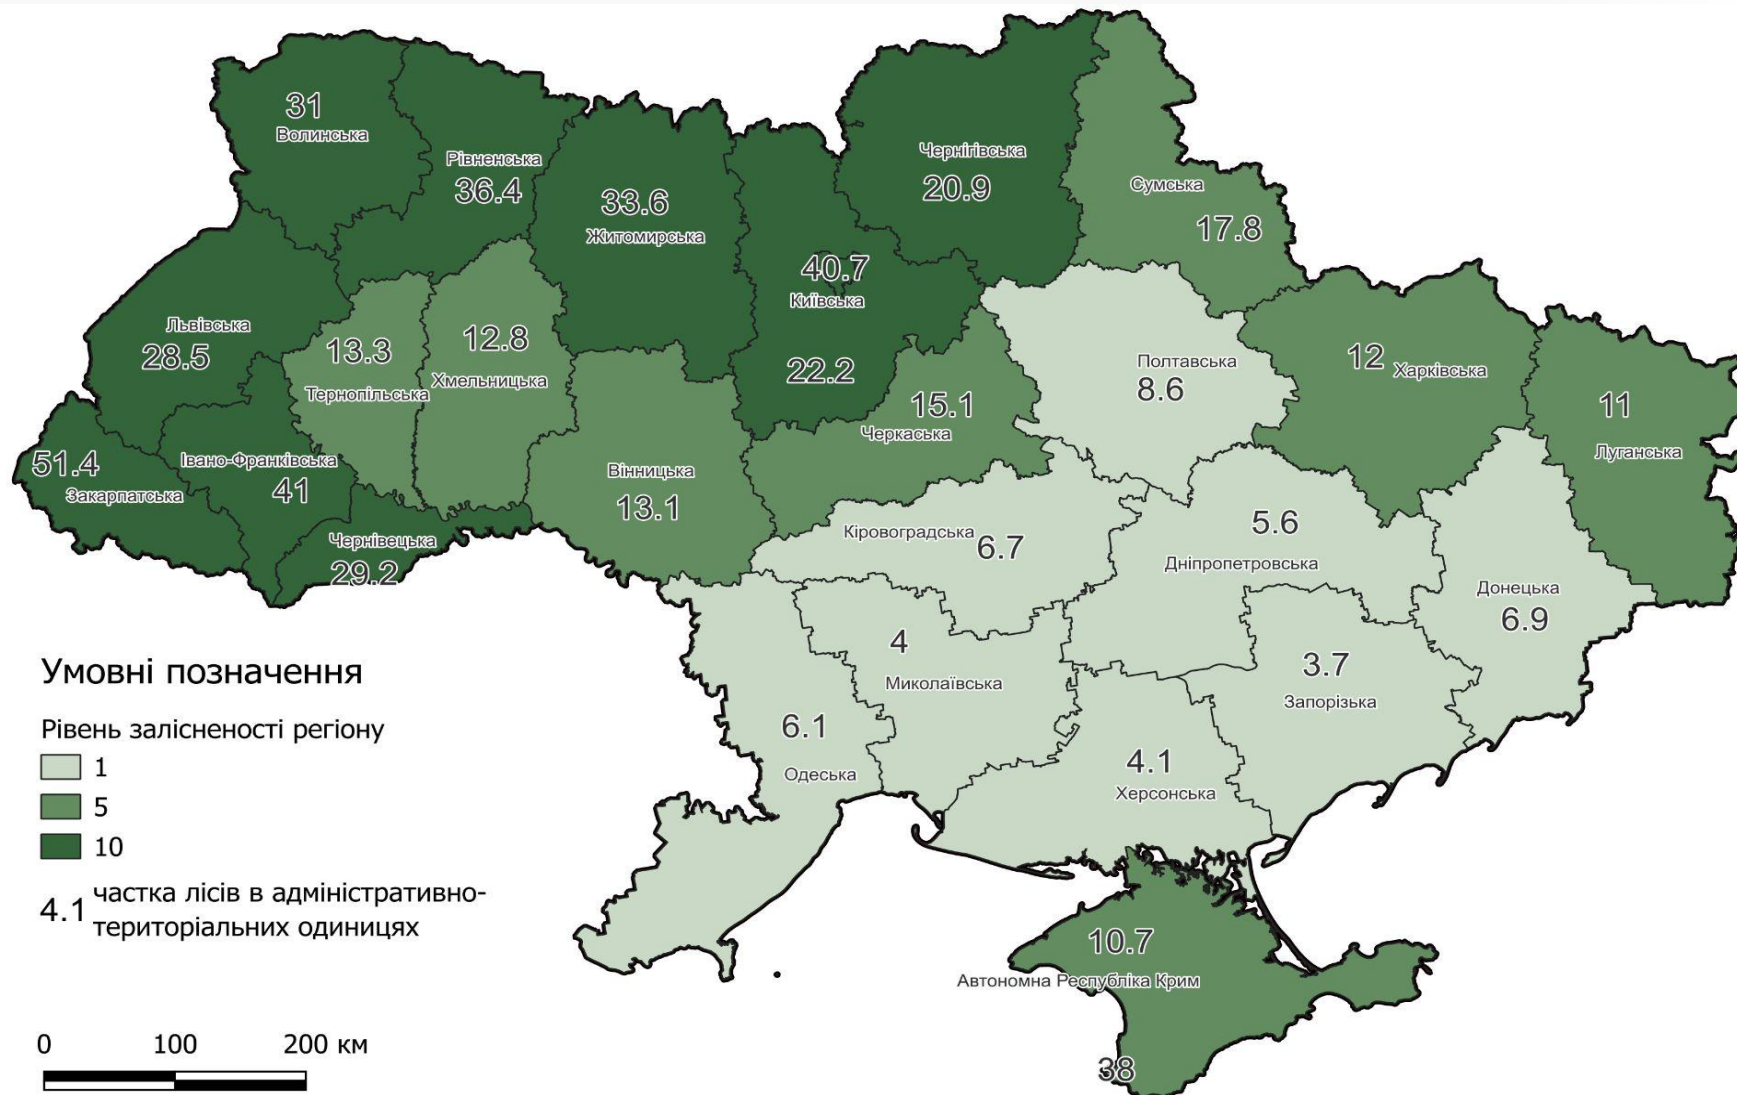 31
Волинська
Рівненська
36.4
33.6
Житомирська
40.7
Київська
22.2
Чернігівська
20.9
Сумська
17.8
Львівська
28.5
13.3
Тернопільська
12.8
Хмельницька
15.1
Черкаська
Полтавська
8.6
12 Харківська
11
Луганська
51.4
Закарпатська
Івано-Франківська
41
Чернівецька
29.2
Вінницька
13.1
Кіровоградська 6.7
5.6
Дніпропетровська
Донецька
6.9
4
Миколаївська
3.7
Запорізька
6.1
Одеська
4.1
Херсонська
10.7
Автономна Республіка Крим
38
Умовні позначення
Рівень залісненості регіону
1
5
10
4.1 частка лісів в адміністративно-
територіальних одиницях
0 100 200 км